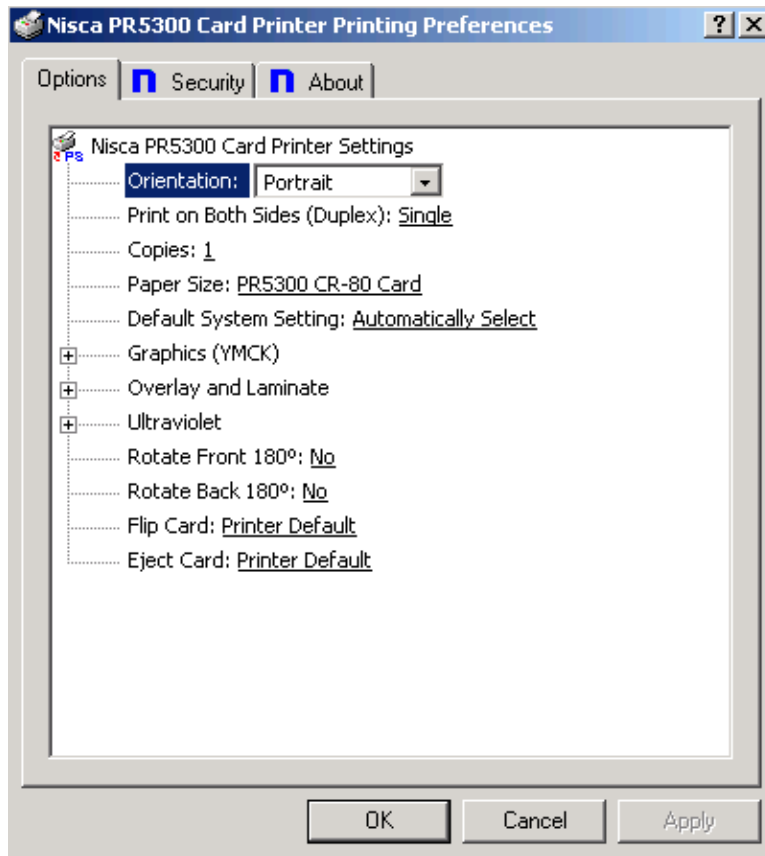 Nisca PR5300 Card Printer Printing Preferences
Options Security About
PS Nisca PR5300 Card Printer Settings
Orientation: Portrait
Print on Both Sides (Duplex): Single
Copies: 1
Paper Size: PR5300 CR-80 Card
Default System Setting: Automatically Select
Graphics (YMCK)
Overlay and Laminate
Ultraviolet
Rotate Front 180º: No
Rotate Back 180º: No
Flip Card: Printer Default
Eject Card: Printer Default
OK Cancel Apply